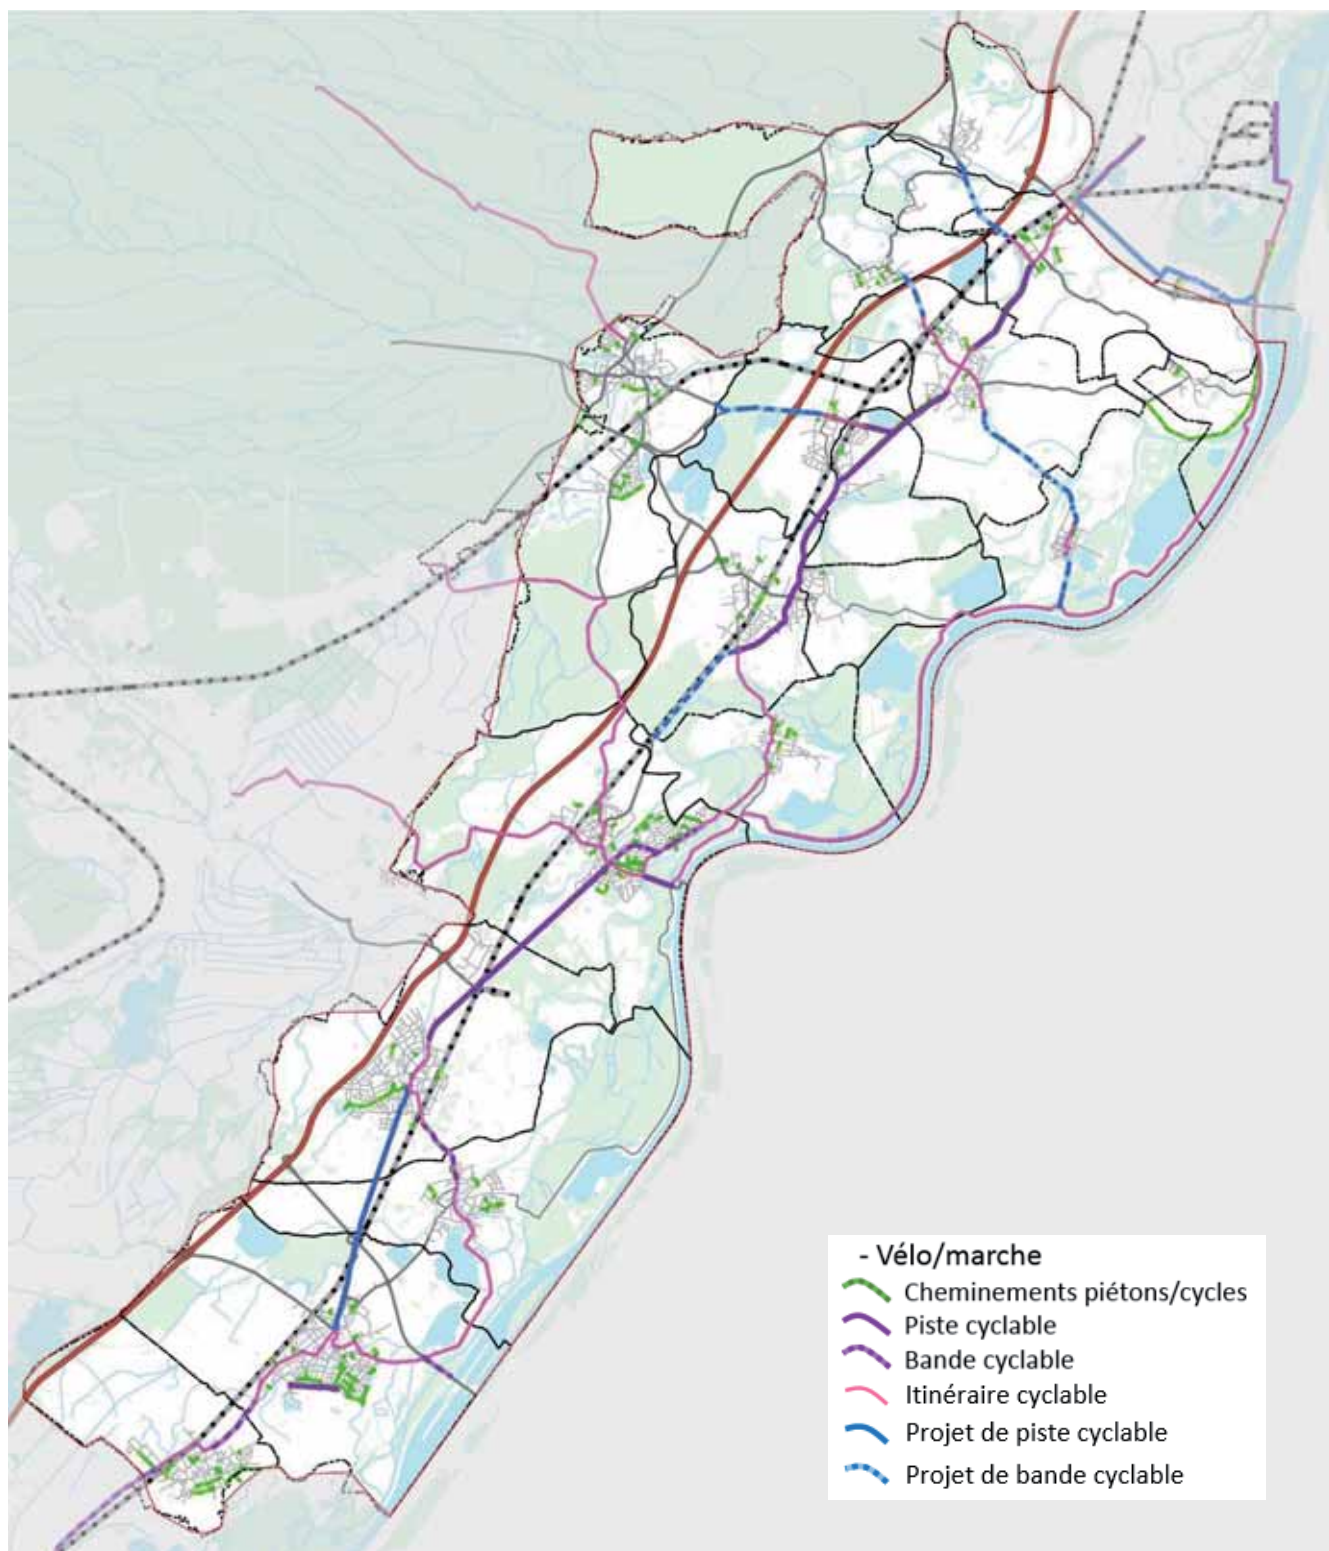 - Vélo/marche
Cheminements piétons/cycles
Piste cyclable
Bande cyclable
Itinéraire cyclable
Projet de piste cyclable
Projet de bande cyclable